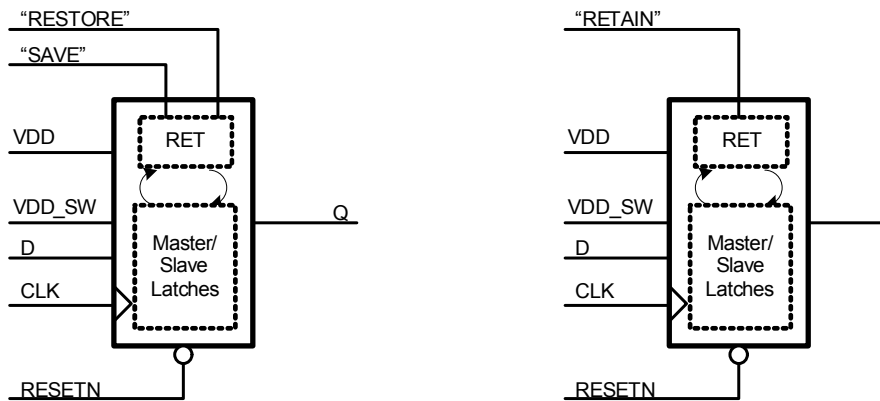 “RESTORE”
“SAVE”
VDD
RET
VDD_SW
Q
D
Master/
Slave
Latches
CLK
RESETN
“RETAIN”
VDD
RET
VDD_SW
D
Master/
Slave
Latches
CLK
RESETN